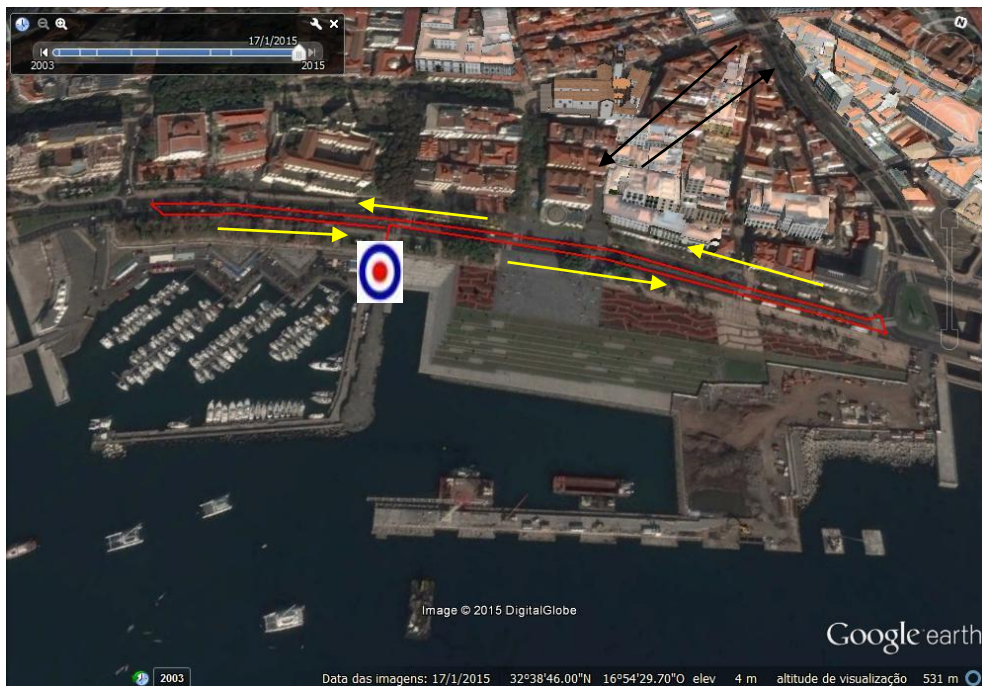 17/1/2015
2003
2015
Image © 2015 DigitalGlobe
Google earth
2003
Data das imagens: 17/1/2015 32°38'46.00"N 16°54'29.70"O elev 4 m altitude de visualização 531 m